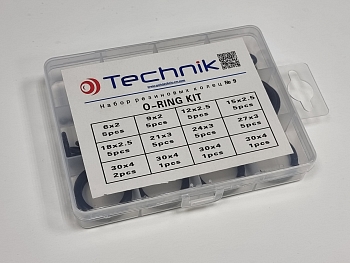 Technik
Набор резиновых колец № 9
O-RING KIT
6x2 9x2 12x2.5 15x2.5
5pcs 5pcs 5pcs 5pcs
18x2.5 21x3 24x3 27x3
5pcs 5pcs 5pcs 5pcs
30x4 30x4 30x4 30x4
2pcs 1pcs 1pcs 1pcs